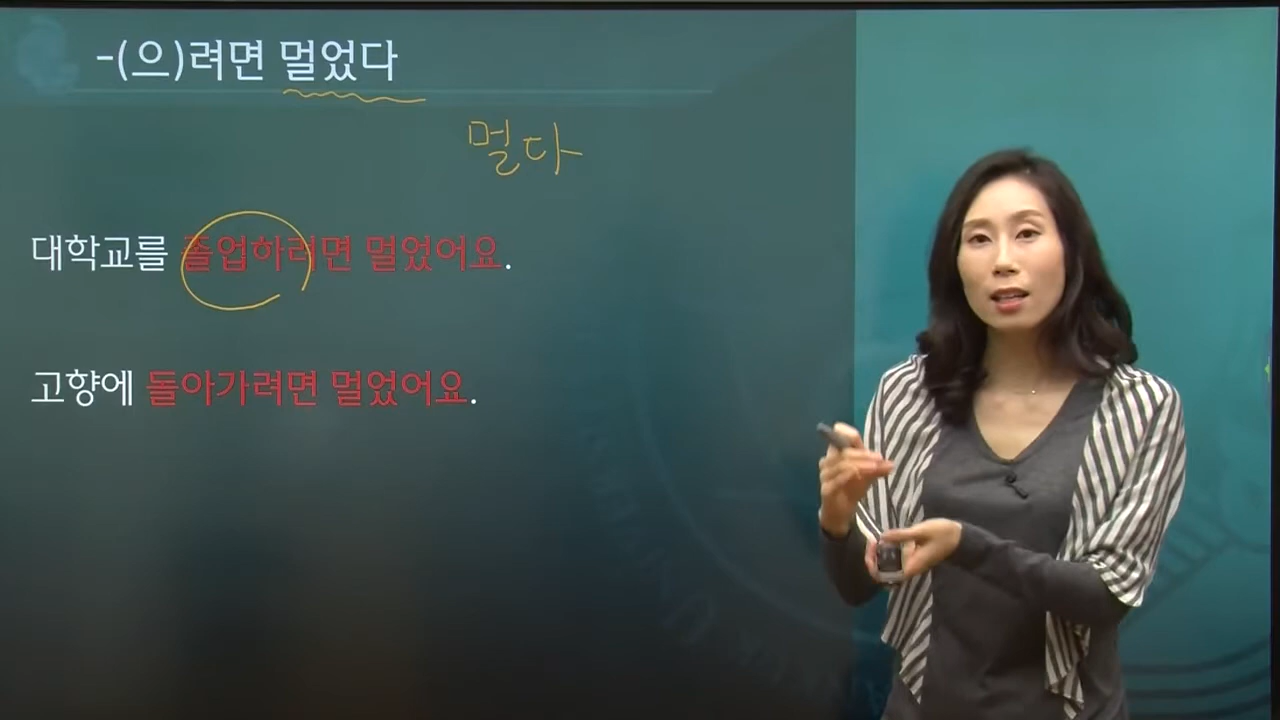 -(으)려면 멀었다
멀다
대학교를 졸업하려면 멀었어요.
고향에 돌아가려면 멀었어요.